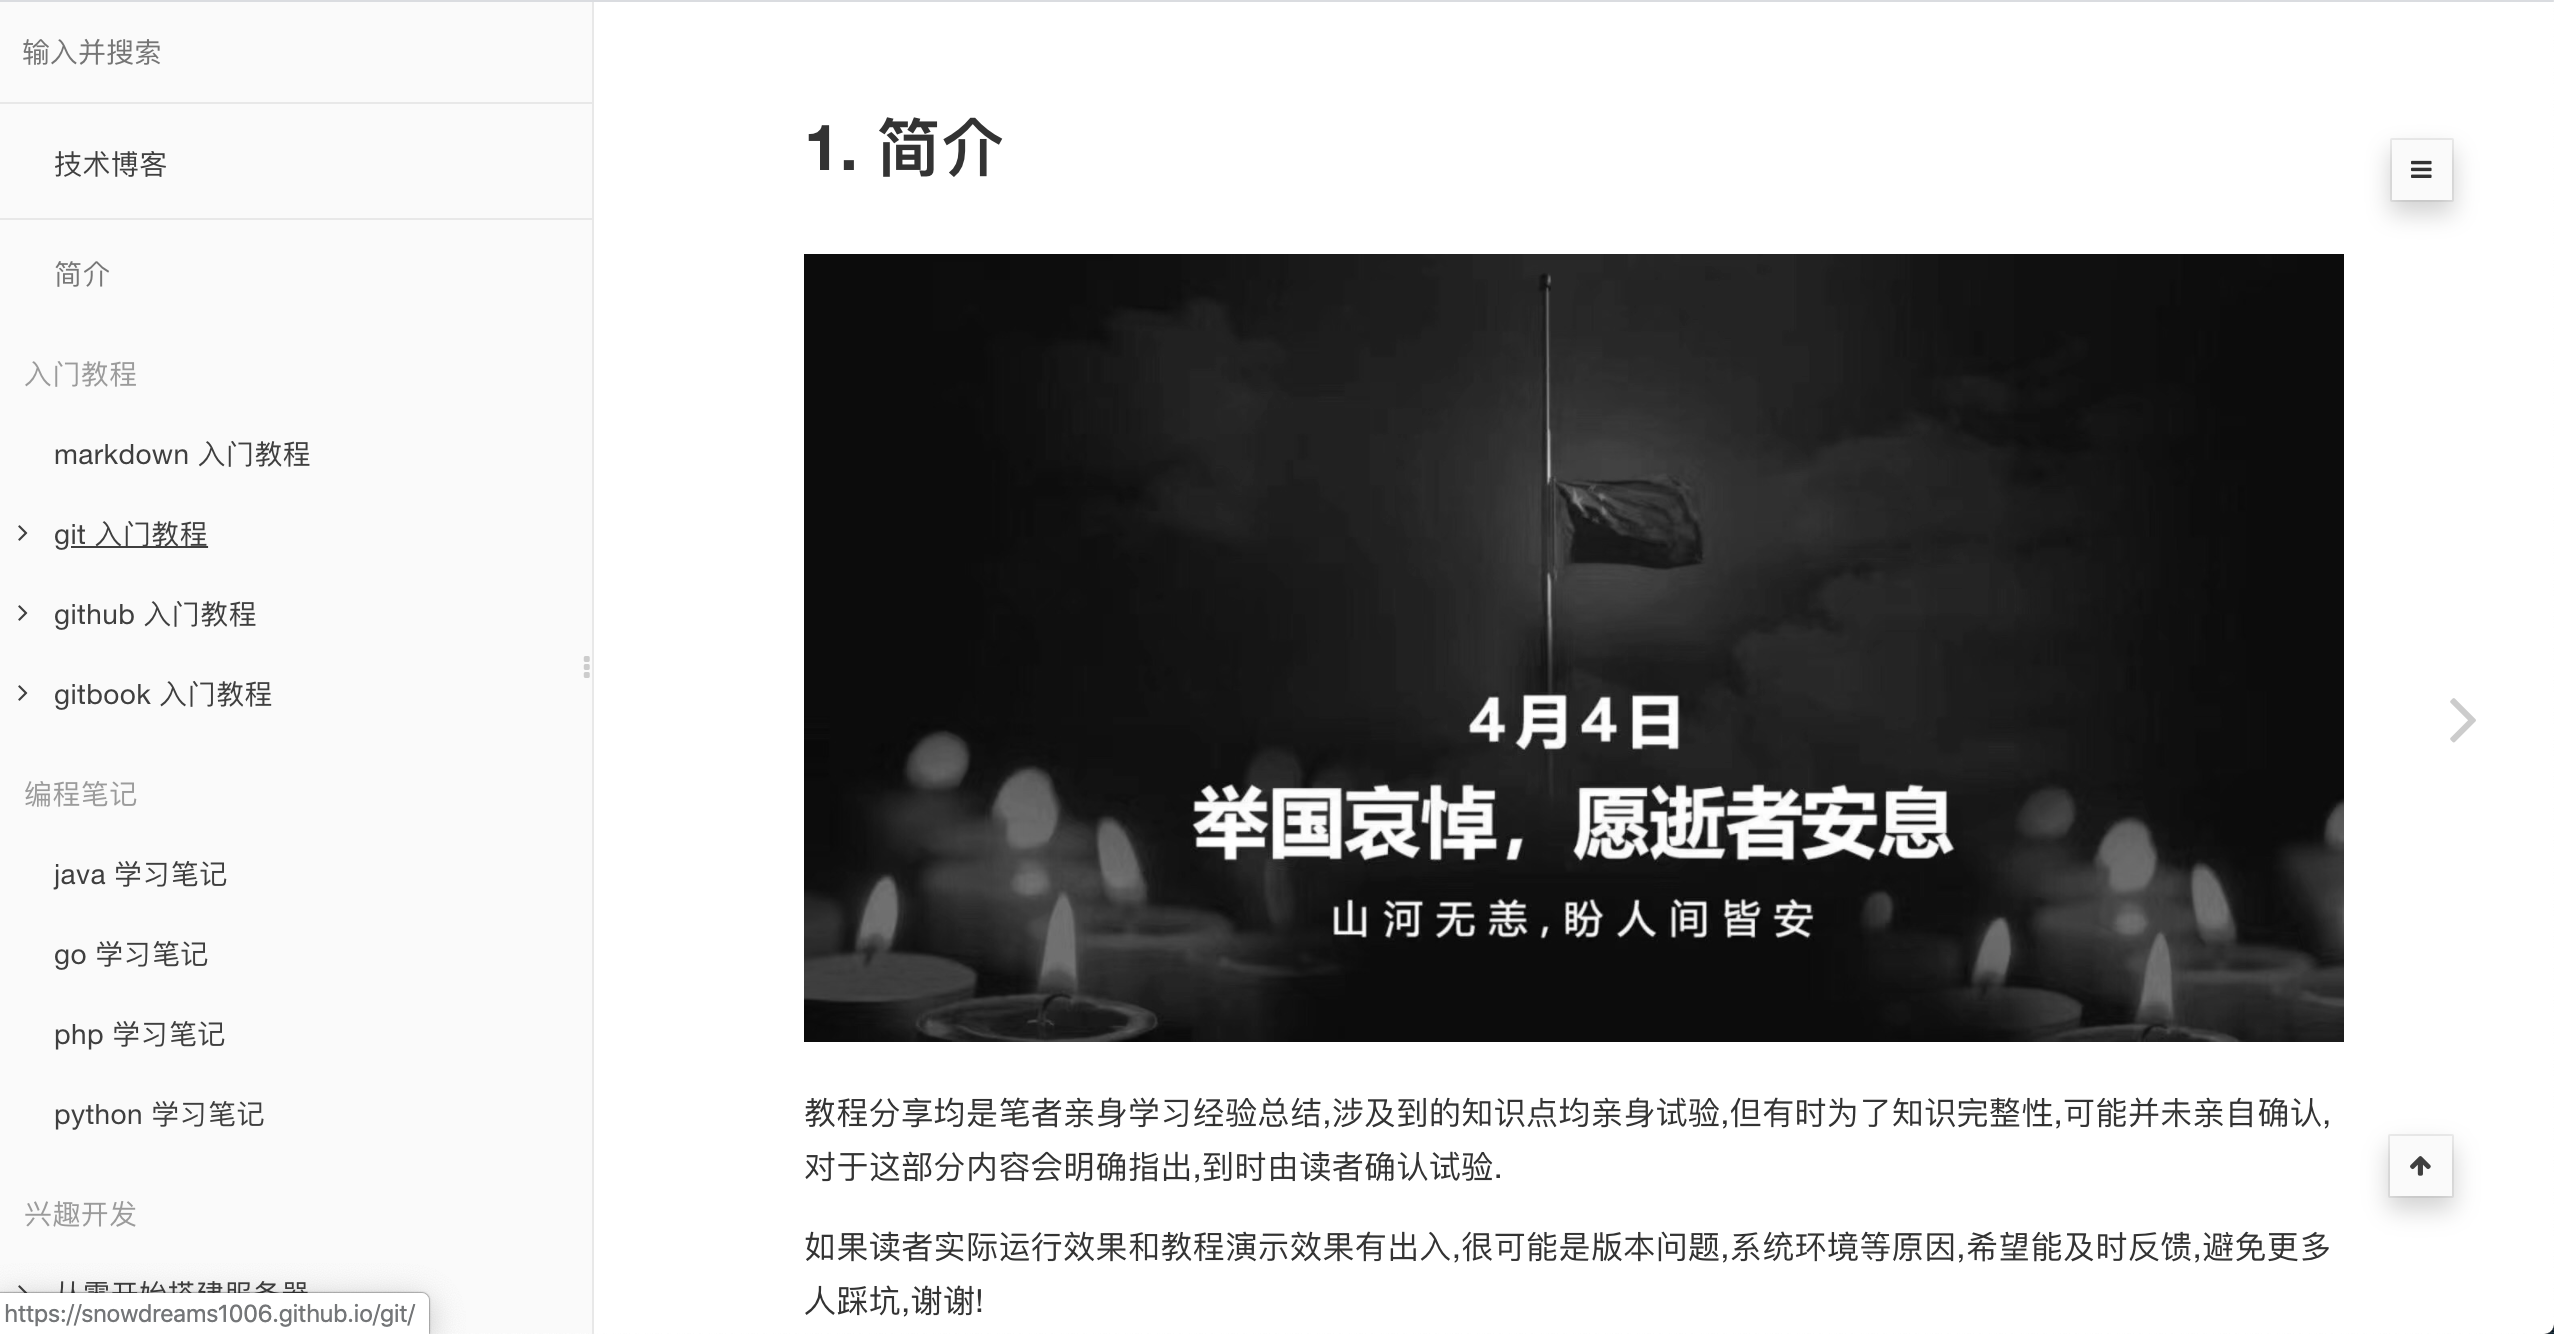 输入并搜索
技术博客
简介
入门教程
markdown 入门教程
git 入门教程
github 入门教程
gitbook 入门教程
编程笔记
java 学习笔记
go 学习笔记
php 学习笔记
python 学习笔记
兴趣开发
从零开始搭建服务器
https://snowdreams1006.github.io/git/
1. 简介
4月4日
举国哀悼，愿逝者安息
山河无恙,盼人间皆安
教程分享均是笔者亲身学习经验总结,涉及到的知识点均亲身试验,但有时为了知识完整性,可能并未亲自确认,
对于这部分内容会明确指出,到时由读者确认试验.
如果读者实际运行效果和教程演示效果有出入,很可能是版本问题,系统环境等原因,希望能及时反馈,避免更多
人踩坑,谢谢!